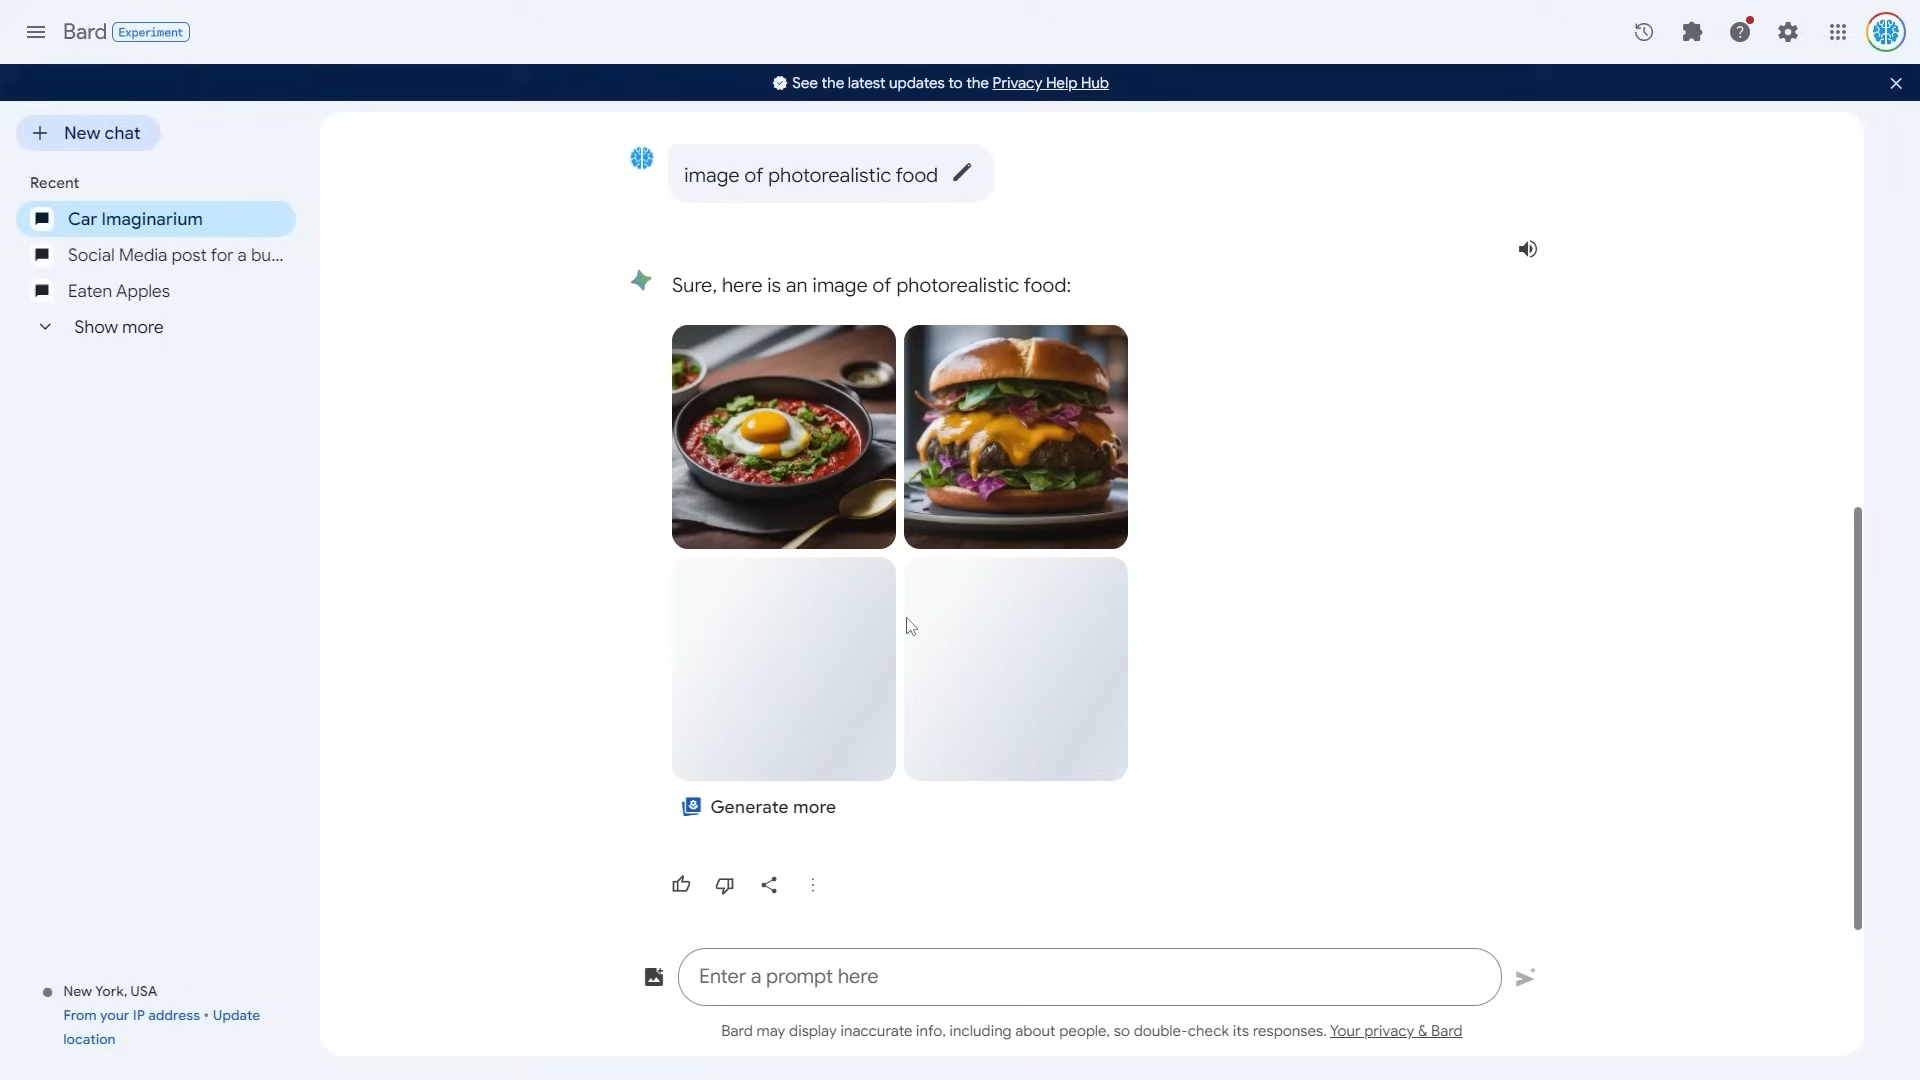 Bard Experiment
See the latest updates to the Privacy Help Hub
New chat
Recent
Car Imaginarium
Social Media post for a bu...
Eaten Apples
Show more
image of photorealistic food
Sure, here is an image of photorealistic food:
Generate more
Enter a prompt here
Bard may display inaccurate info, including about people, so double-check its responses. Your privacy & Bard
New York, USA
From your IP address • Update
location